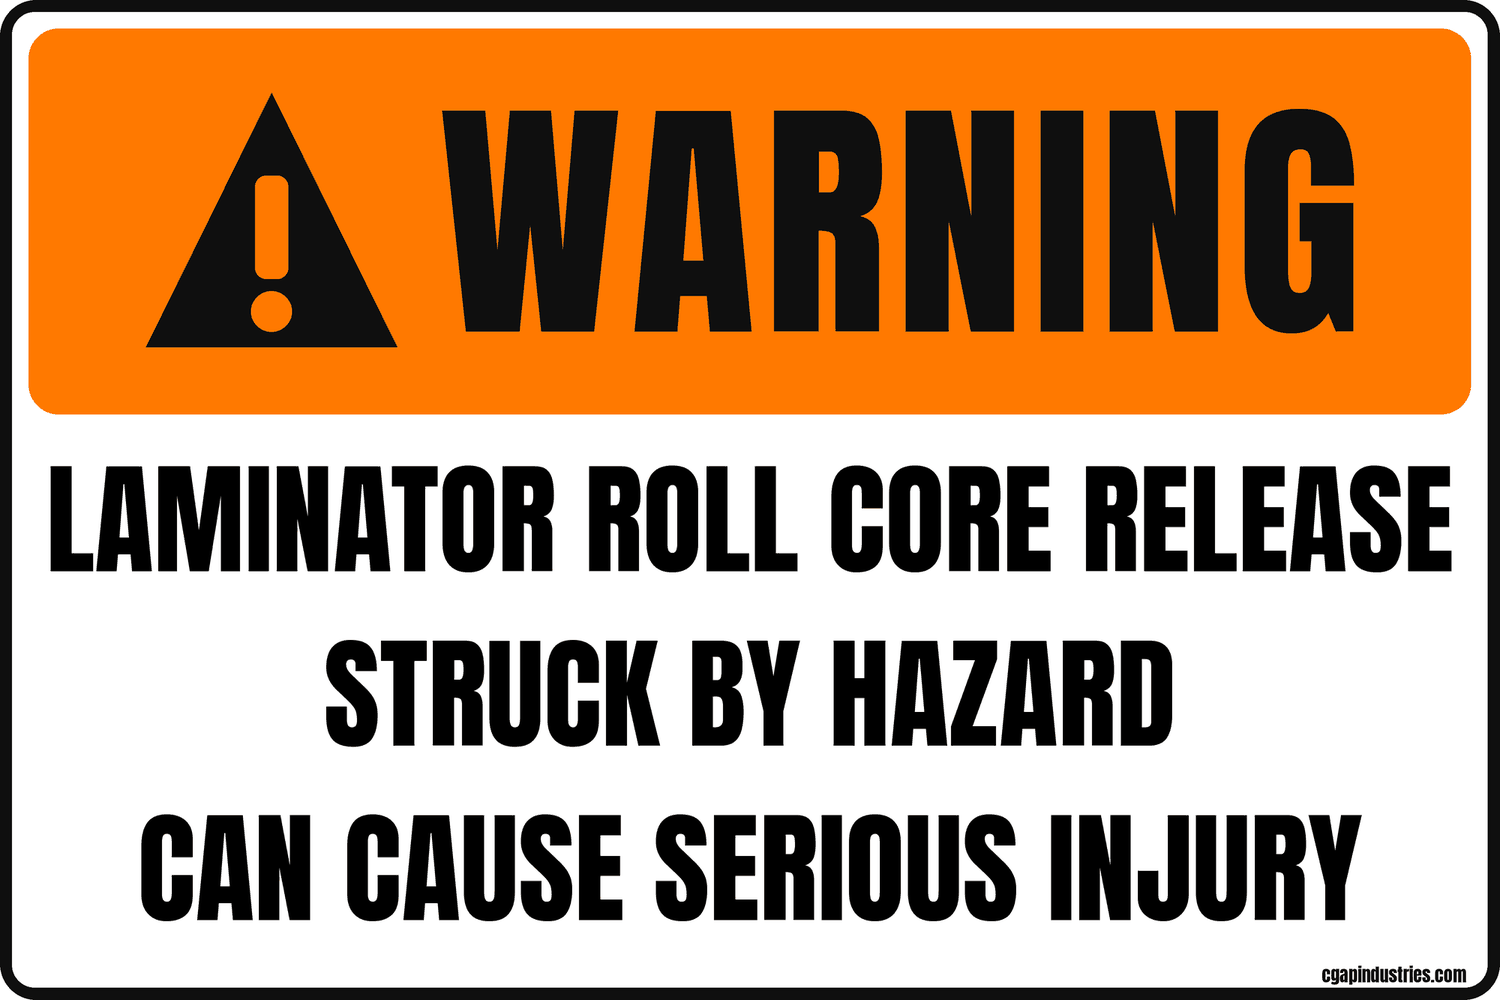 WARNING
LAMINATOR ROLL CORE RELEASE
STRUCK BY HAZARD
CAN CAUSE SERIOUS INJURY
cgapindustries.com